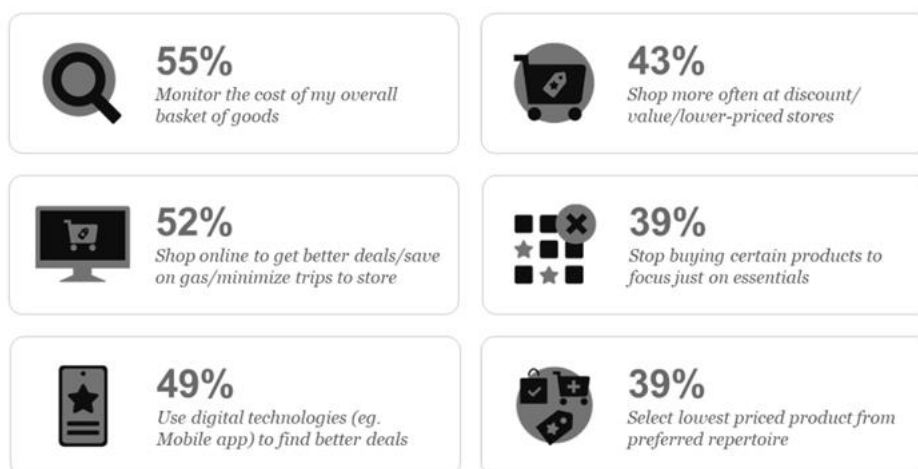 55%
Monitor the cost of my overall
basket of goods
43%
Shop more often at discount/
value/lower-priced stores
52%
Shop online to get better deals/save
on gas/minimize trips to store
39%
Stop buying certain products to
focus just on essentials
49%
Use digital technologies (eg.
Mobile app) to find better deals
39%
Select lowest priced product from
preferred repertoire